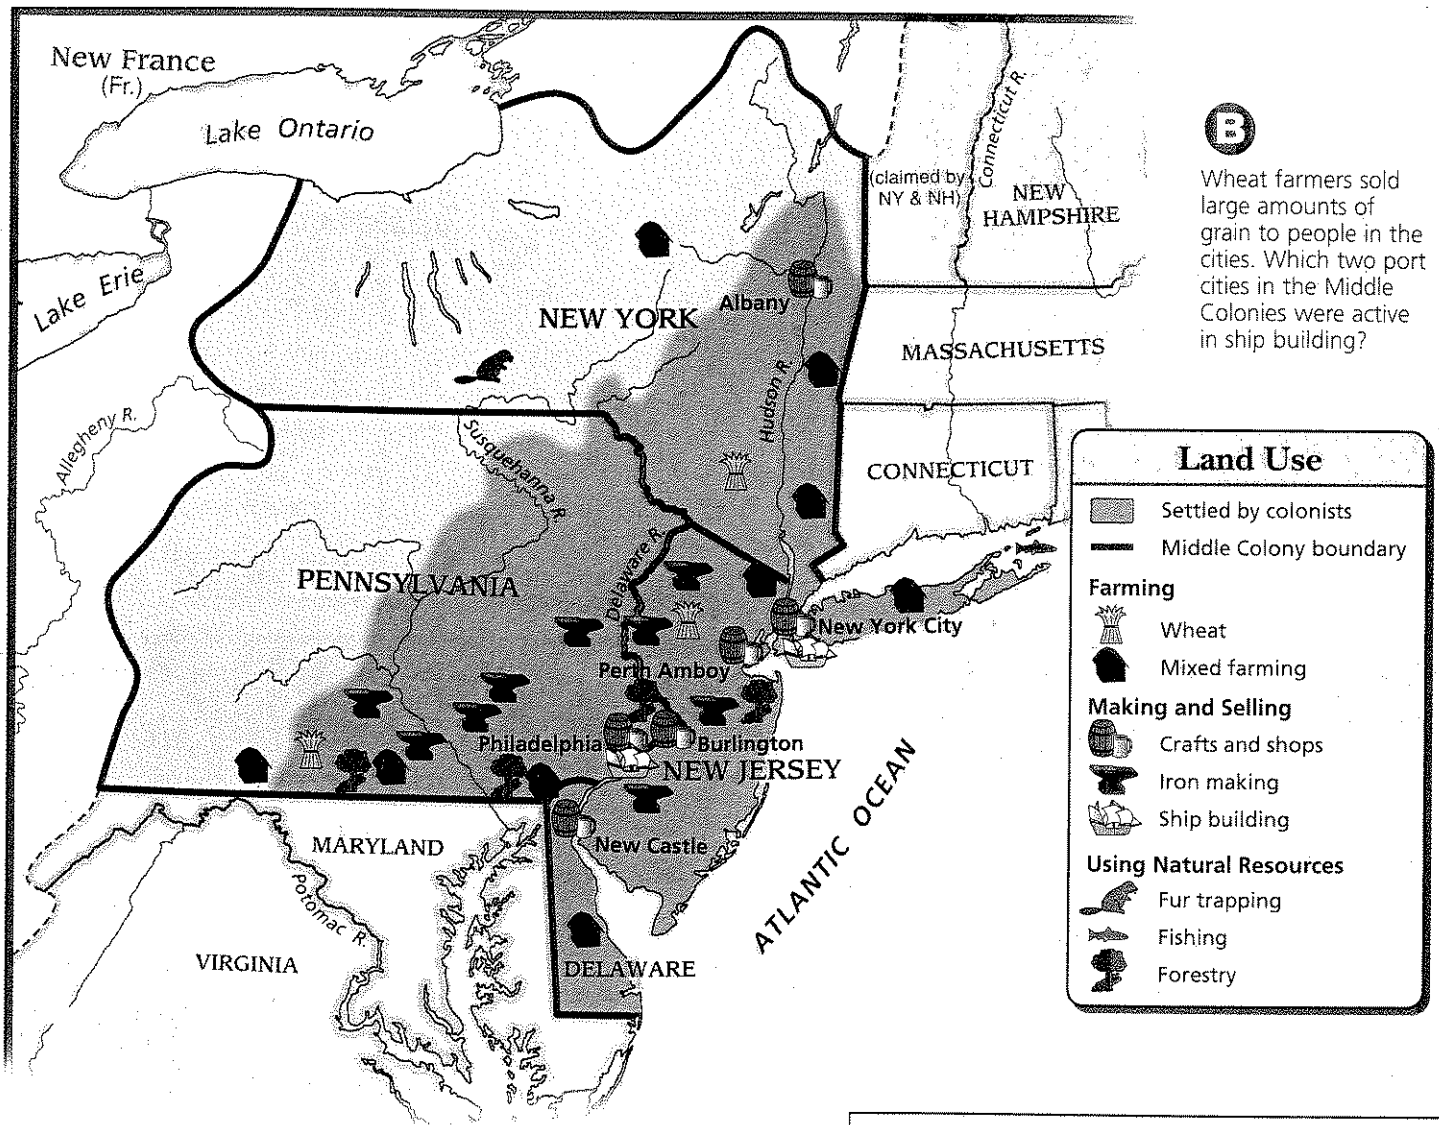 New France
(Fr.)
Lake Ontario
Lake Erie
Allegheny R.
(claimed by
NY & NH)
Connecticut R.
NEW
HAMPSHIRE
Albany
NEW YORK
MASSACHUSETTS
Hudson R.
Susquehanna R.
CONNECTICUT
Delaware R.
PENNSYLVANIA
New York City
Perth Amboy
Philadelphia
Burlington
NEW JERSEY
MARYLAND
New Castle
Potomac R.
VIRGINIA
DELAWARE
ATLANTIC OCEAN
B
Wheat farmers sold
large amounts of
grain to people in the
cities. Which two port
cities in the Middle
Colonies were active
in ship building?
Land Use
Settled by colonists
Middle Colony boundary
Farming
Wheat
Mixed farming
Making and Selling
Crafts and shops
Iron making
Ship building
Using Natural Resources
Fur trapping
Fishing
Forestry